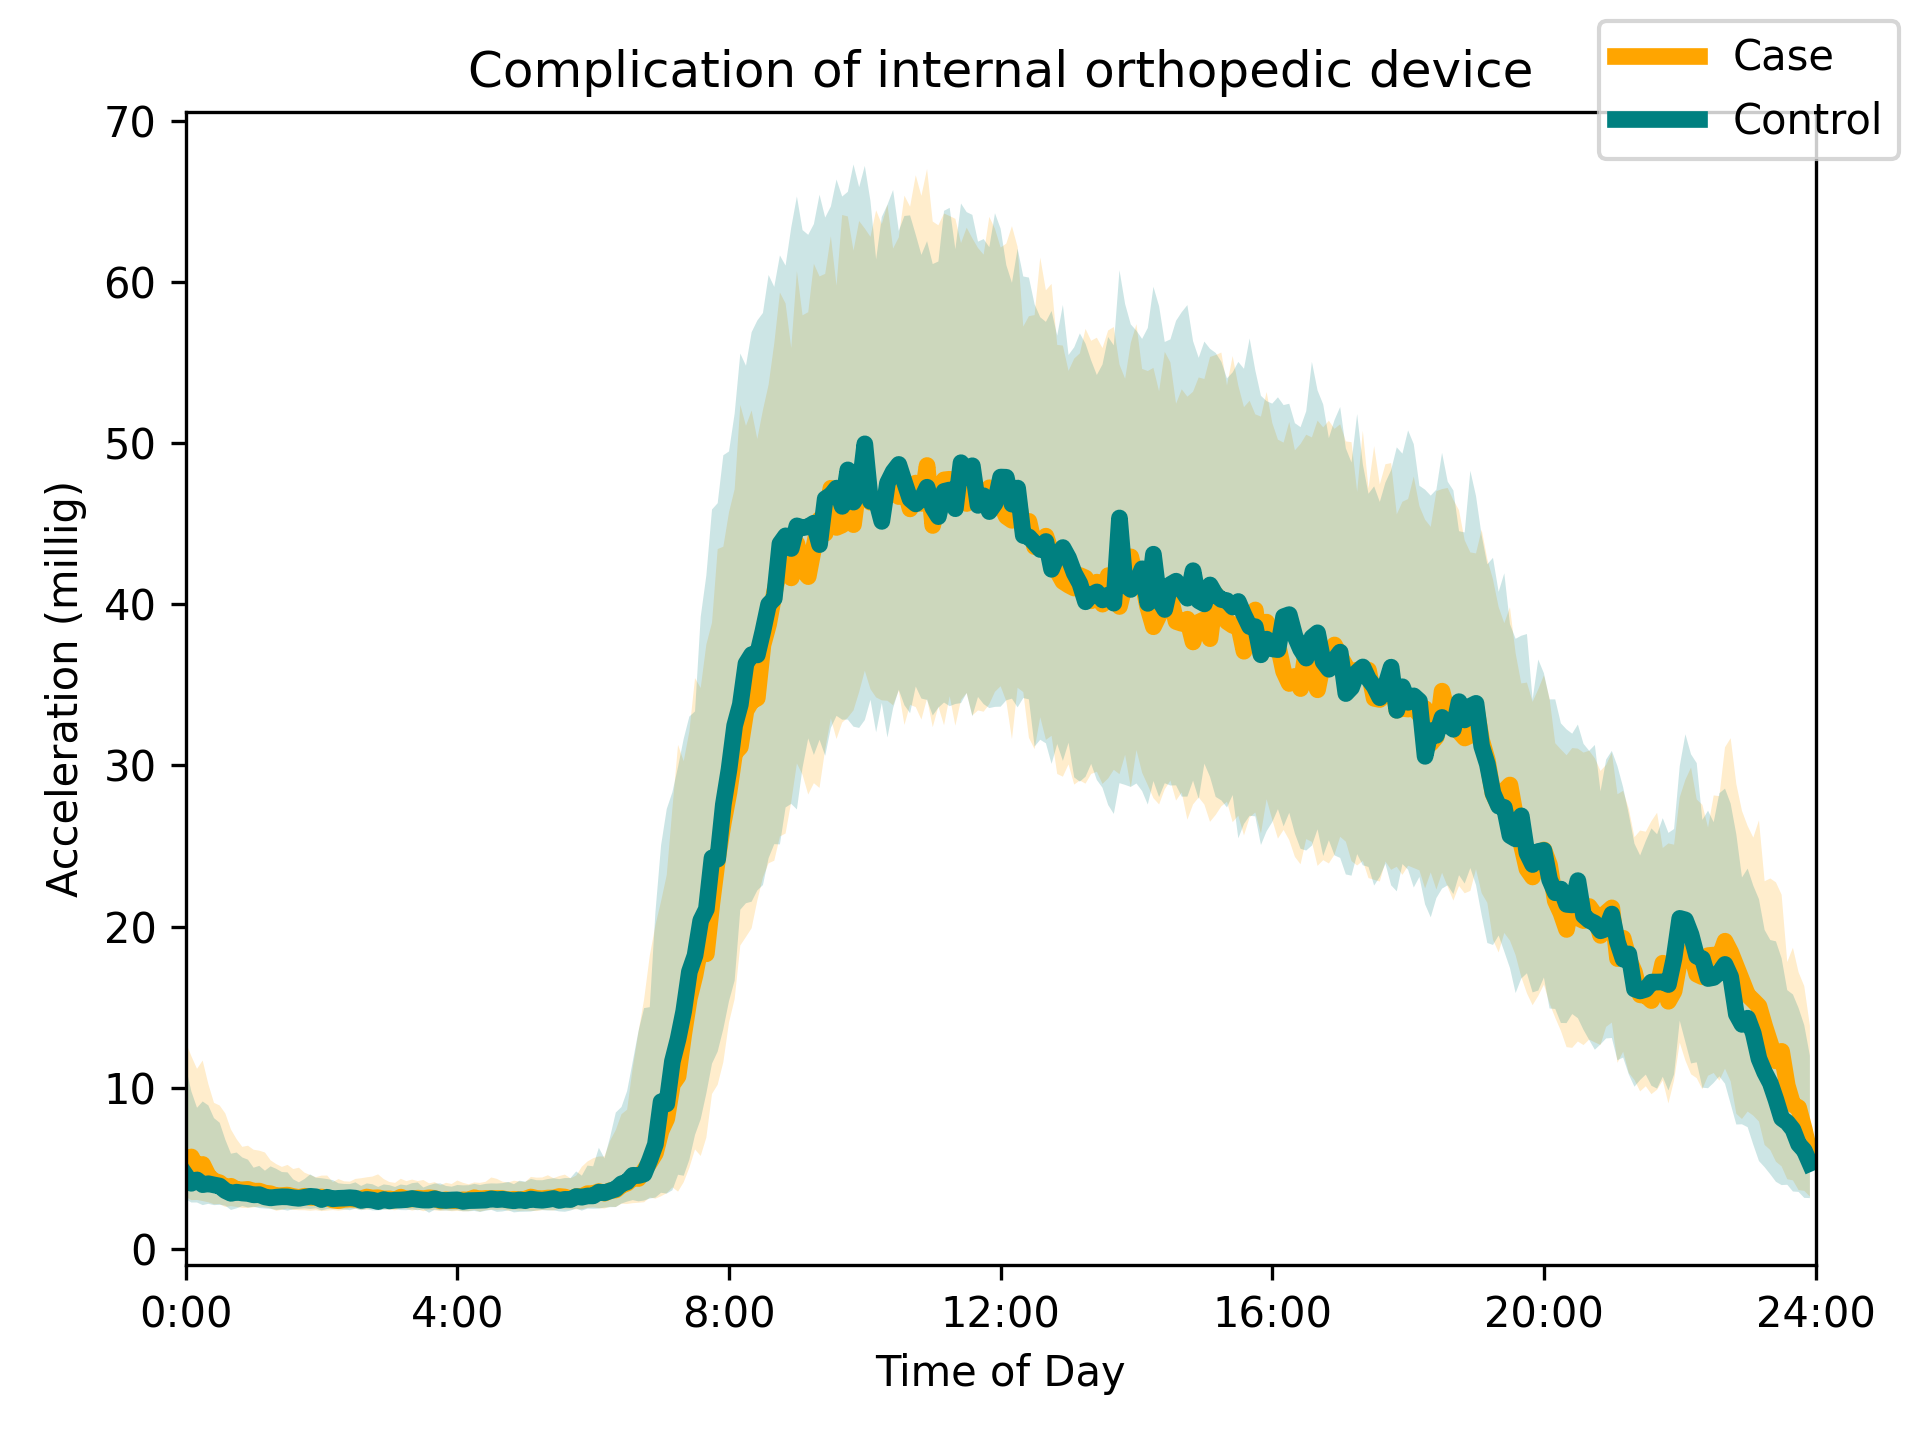 Complication of internal orthopedic device
Case
Control
Acceleration (millig)
70
60
50
40
30
20
10
0
0:00 4:00 8:00 12:00 16:00 20:00 24:00
Time of Day